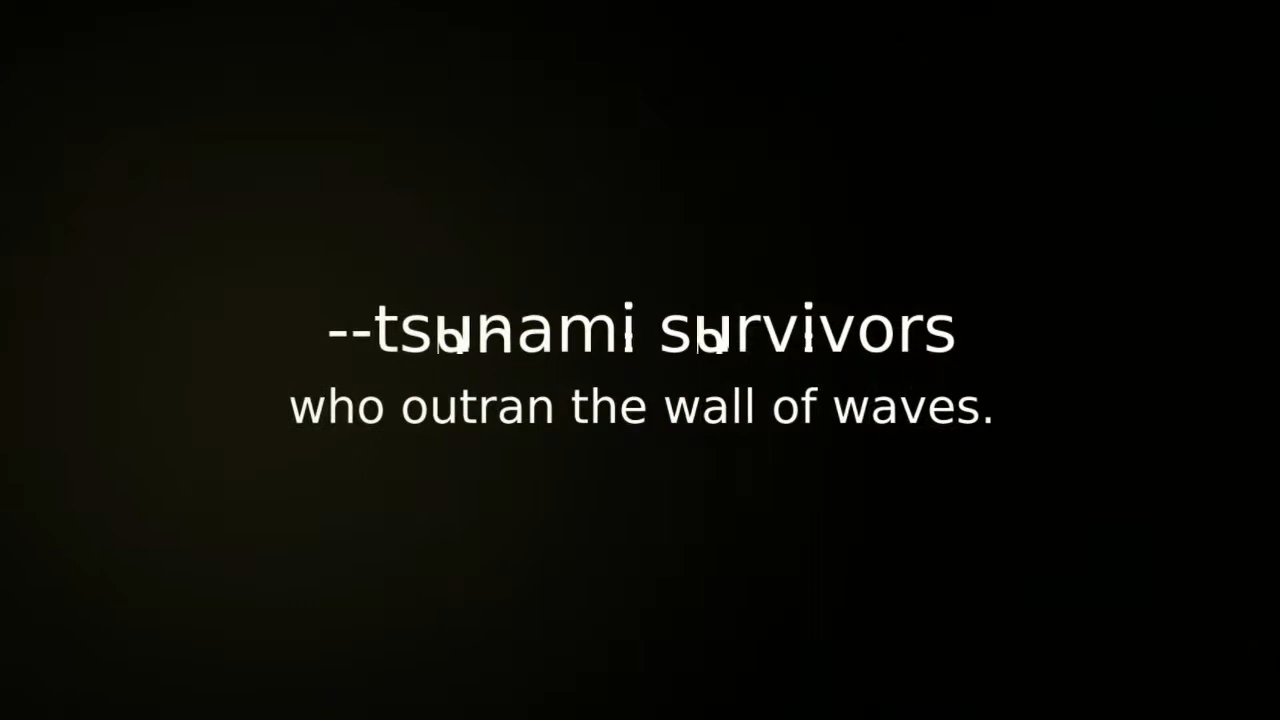 --tsunami survivors
who outran the wall of waves.